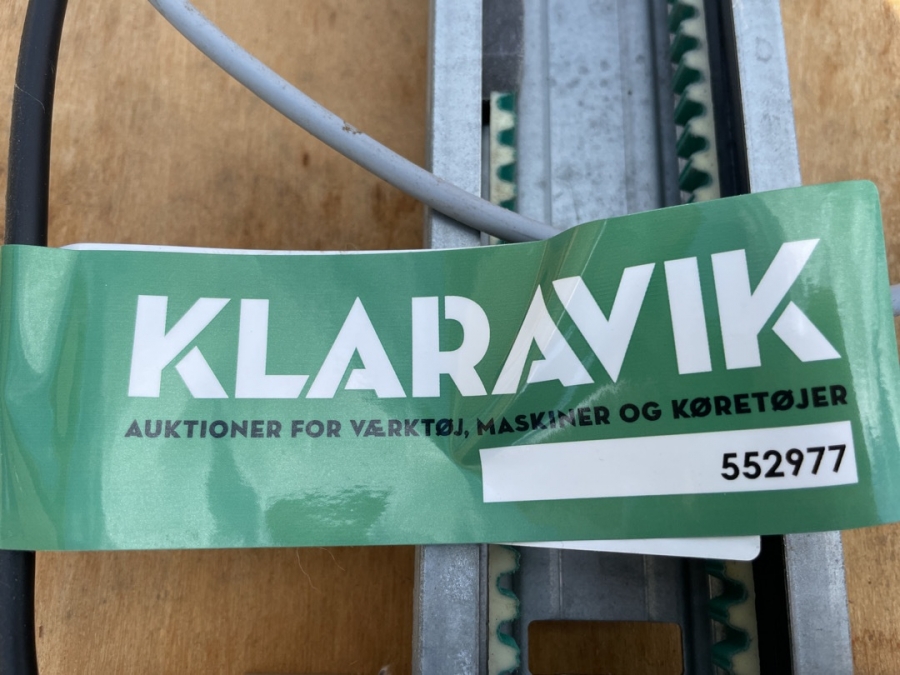 KLARAVIK
AUKTIONER FOR VÆRKTØJ, MASKINER OG KØRETØJER
552977